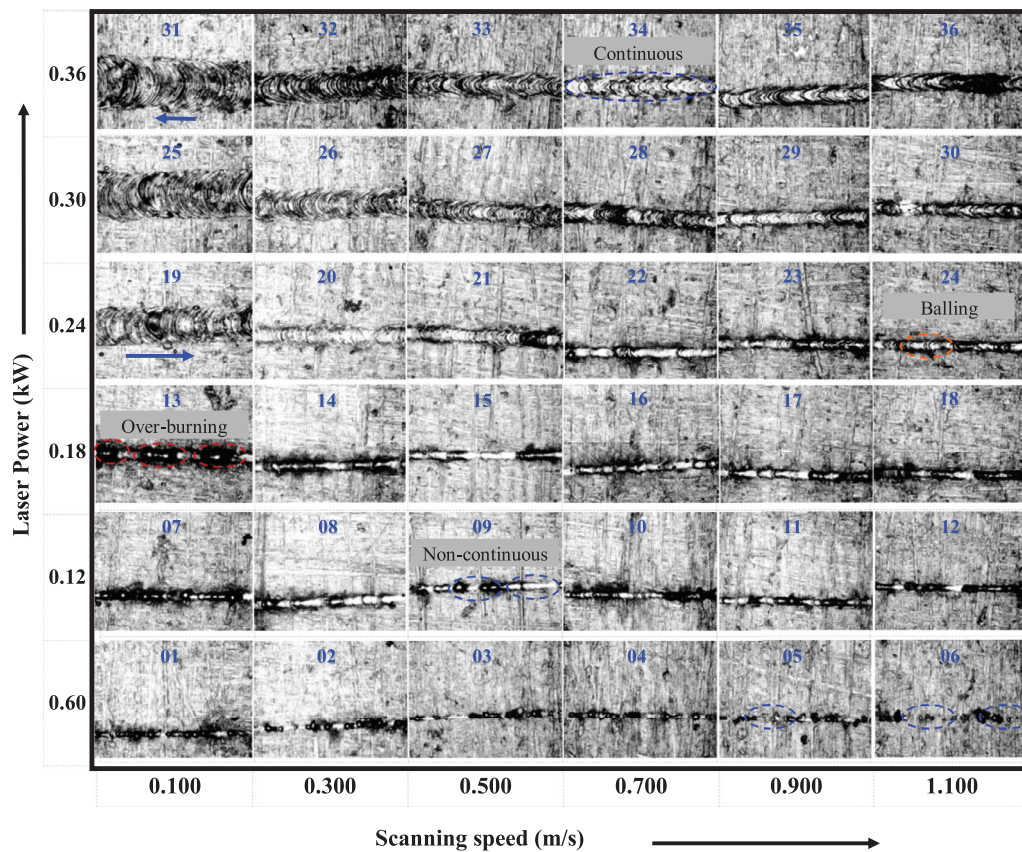 31 32 33 34 35 36
Continuous
0.36
25 26 27 28 29 30
0.30
19 20 21 22 23 24
Balling
0.24
13 14 15 16 17 18
Over-burning
0.18
07 08 09 10 11 12
Non-continuous
0.12
01 02 03 04 05 06
0.60
0.100 0.300 0.500 0.700 0.900 1.100
Laser Power (kW)
Scanning speed (m/s)